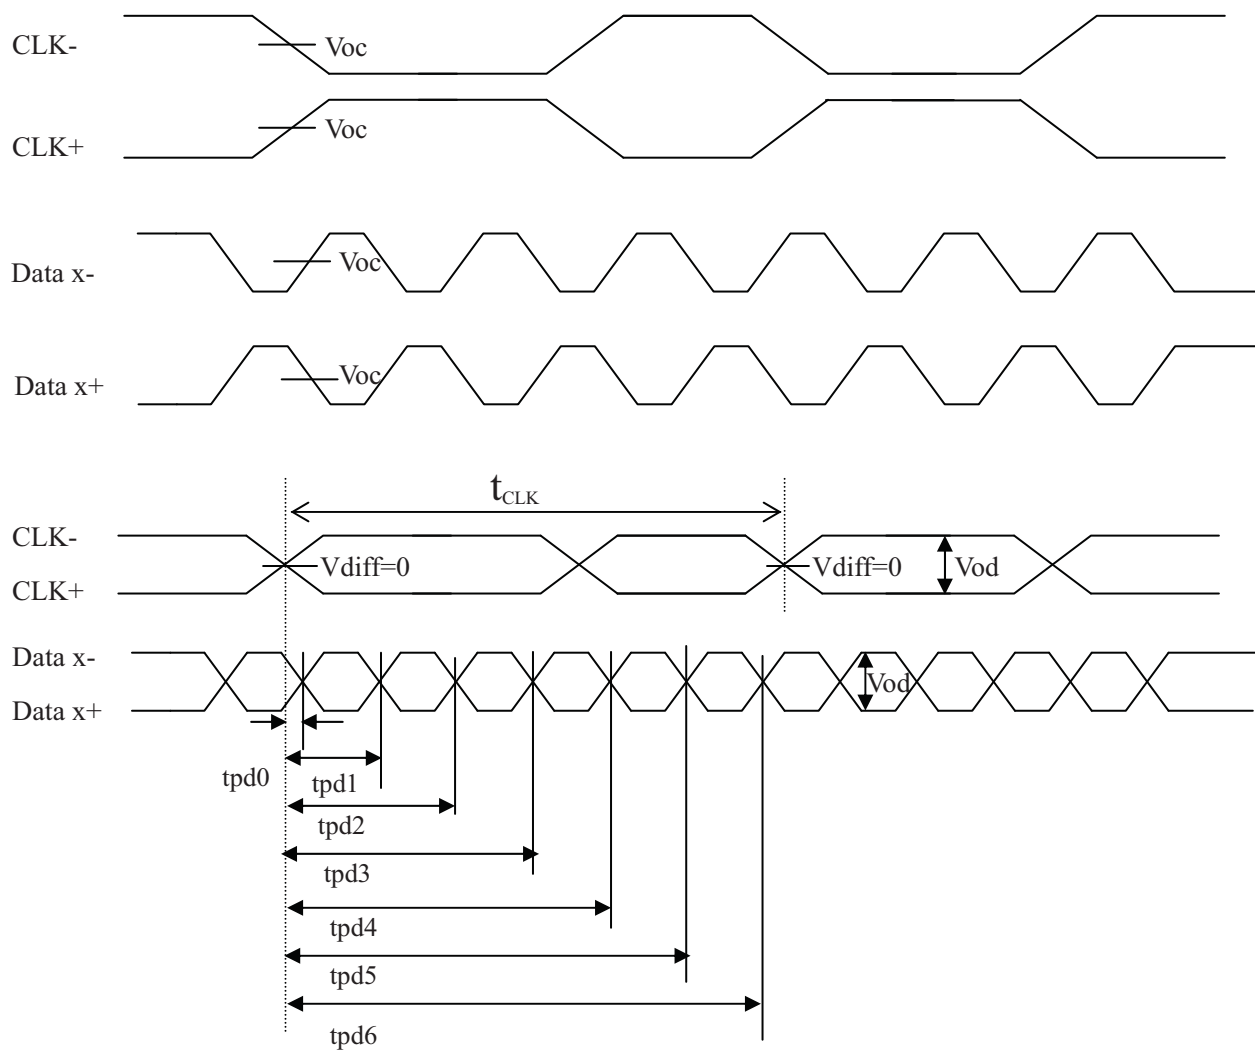 CLK-
Voc
Voc
CLK+
Voc
Data x-
Voc
Data x+
tCLK
CLK-
Vdiff=0
Vdiff=0
Vod
CLK+
Data x-
Vod
Data x+
tpd0
tpd1
tpd2
tpd3
tpd4
tpd5
tpd6